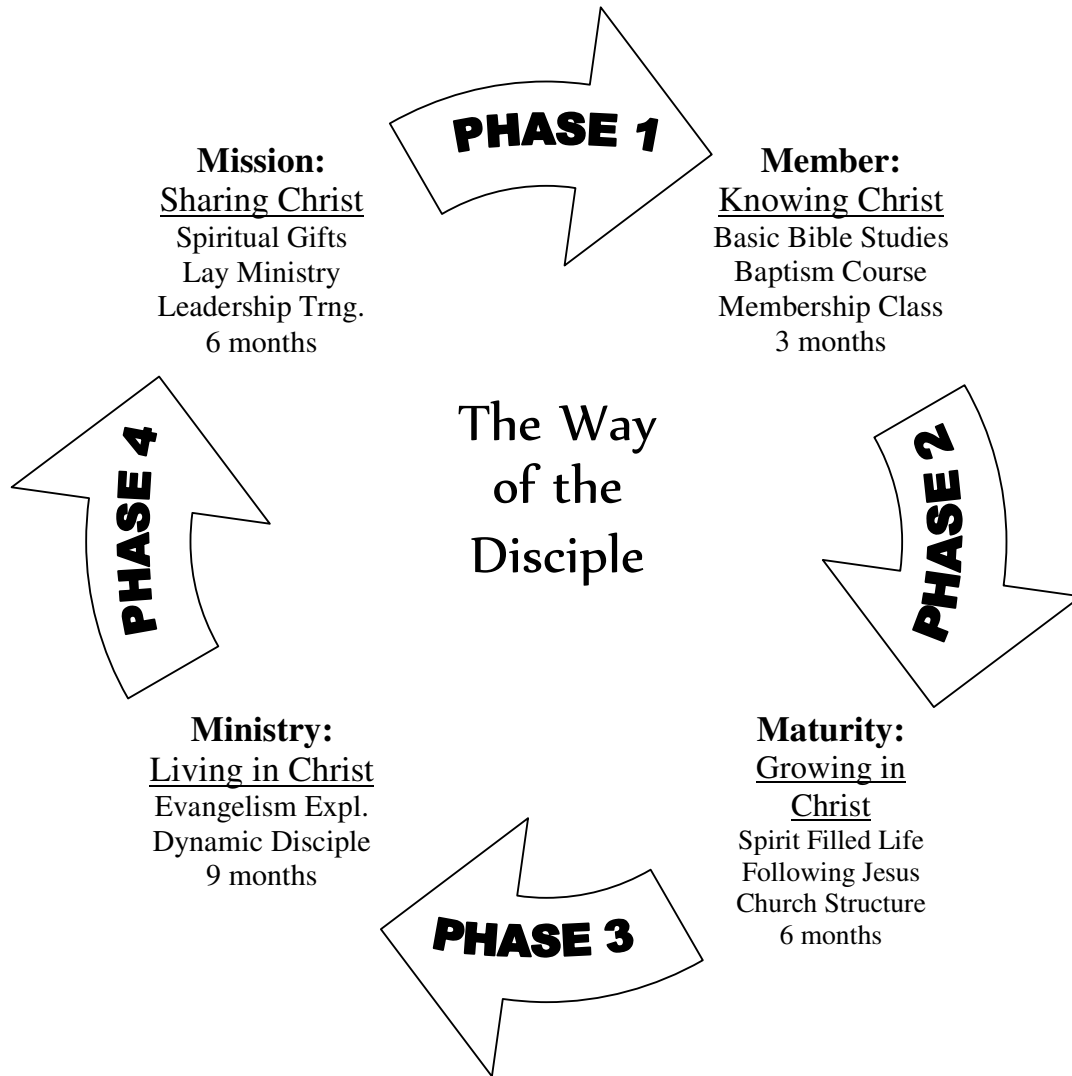 PHASE 1
Mission:
Sharing Christ
Spiritual Gifts
Lay Ministry
Leadership Trng.
6 months
Member:
Knowing Christ
Basic Bible Studies
Baptism Course
Membership Class
3 months
The Way
of the
Disciple
PHASE 4
PHASE 2
Ministry:
Living in Christ
Evangelism Expl.
Dynamic Disciple
9 months
Maturity:
Growing in
Christ
Spirit Filled Life
Following Jesus
Church Structure
6 months
PHASE 3